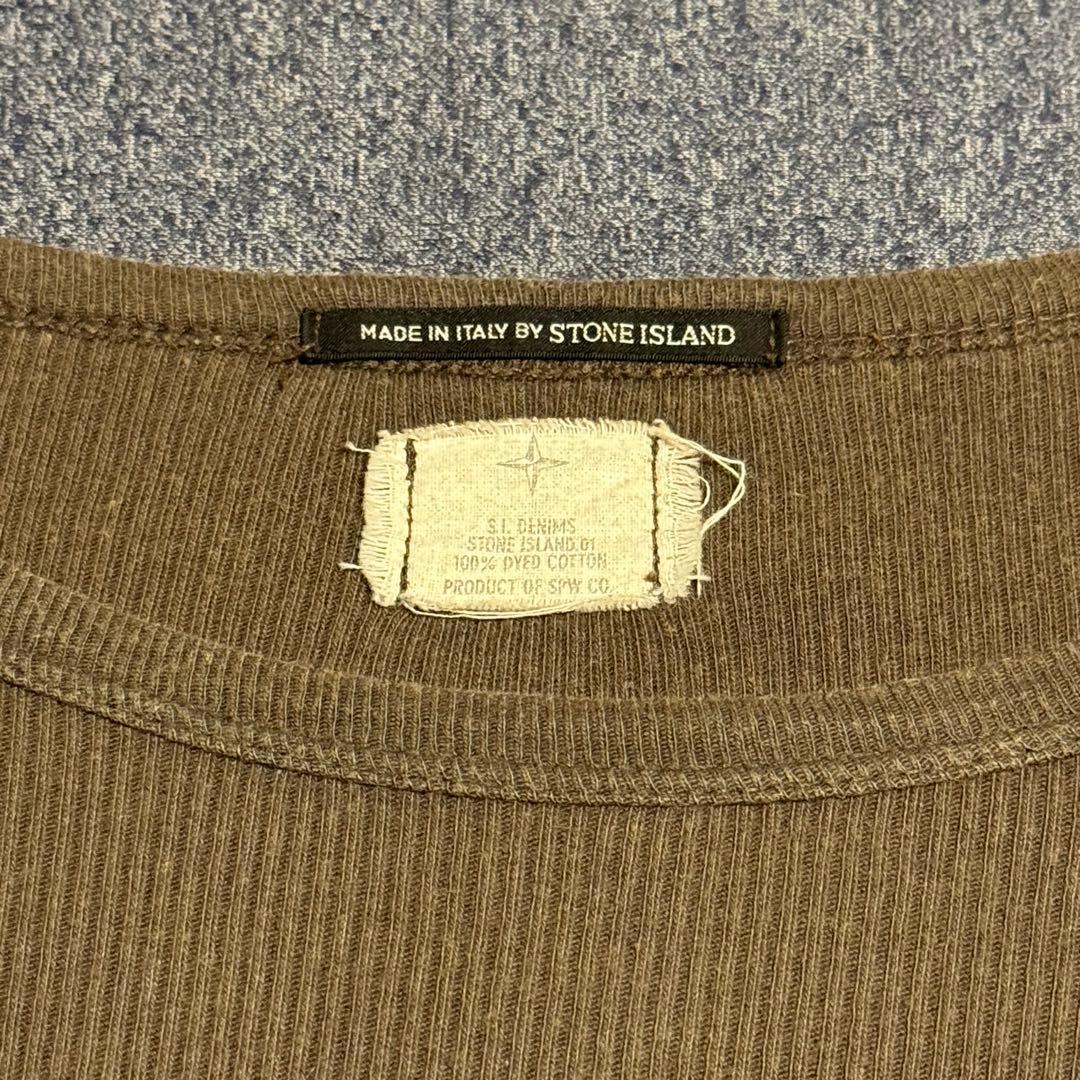 MADE IN ITALY BY STONE ISLAND
S.I. DENIMS
STONE ISLAND.01
100% DYED COTTON
PRODUCT OF SPW CO.